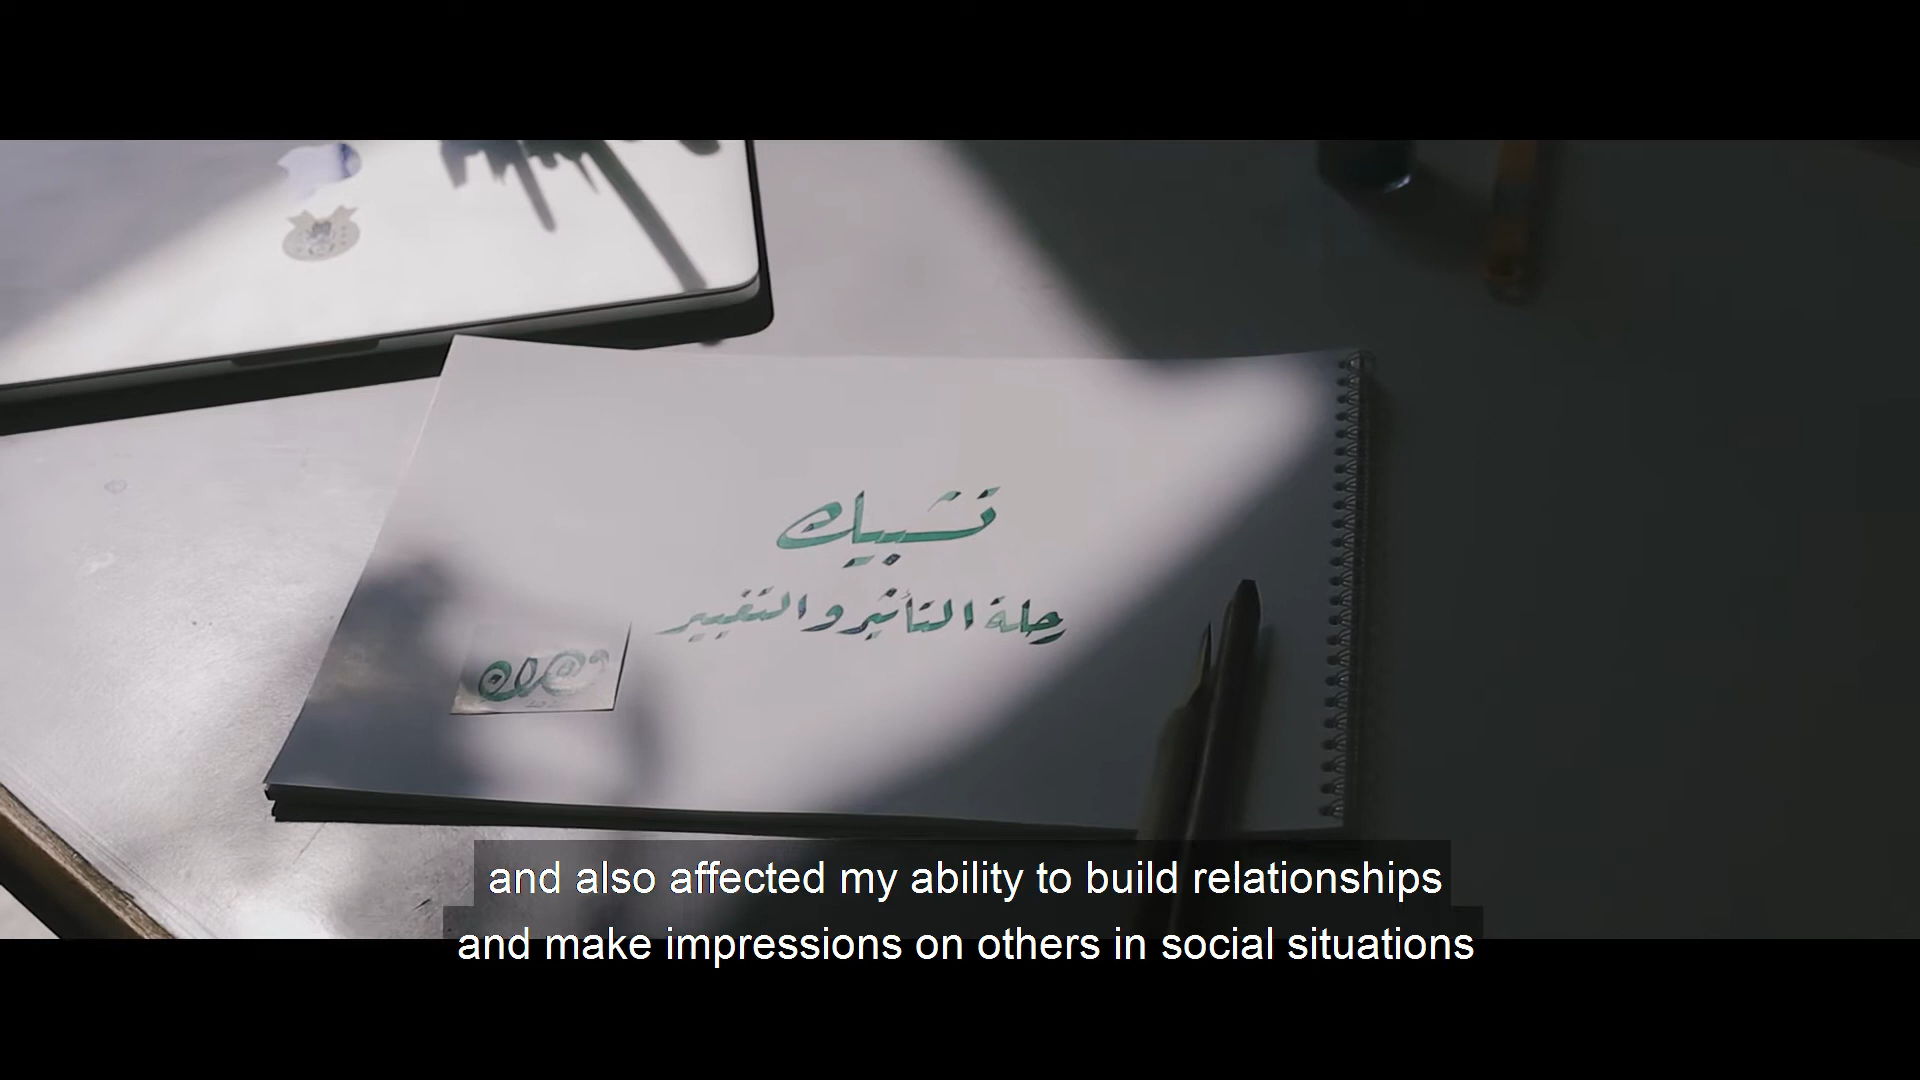 تشبيك
رحلة التأثير والتغيير
and also affected my ability to build relationships
and make impressions on others in social situations